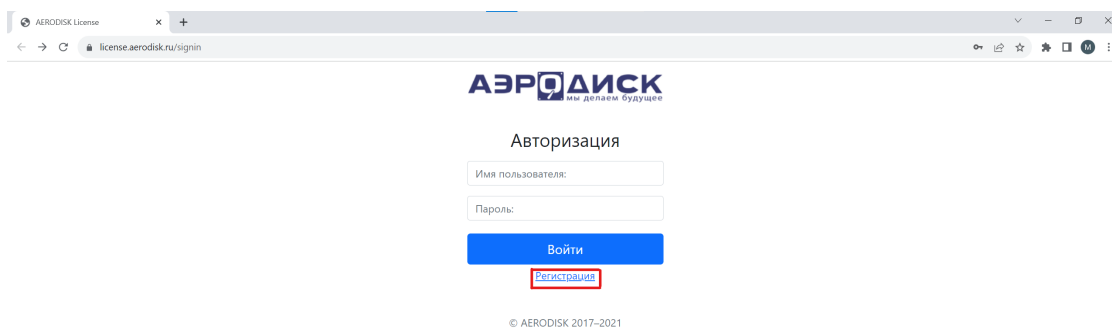 AERODISK License
license.aerodisk.ru/signin
M
АЭРОДИСК
мы делаем будущее
Авторизация
Имя пользователя:
Пароль:
Войти
Регистрация
© AERODISK 2017–2021